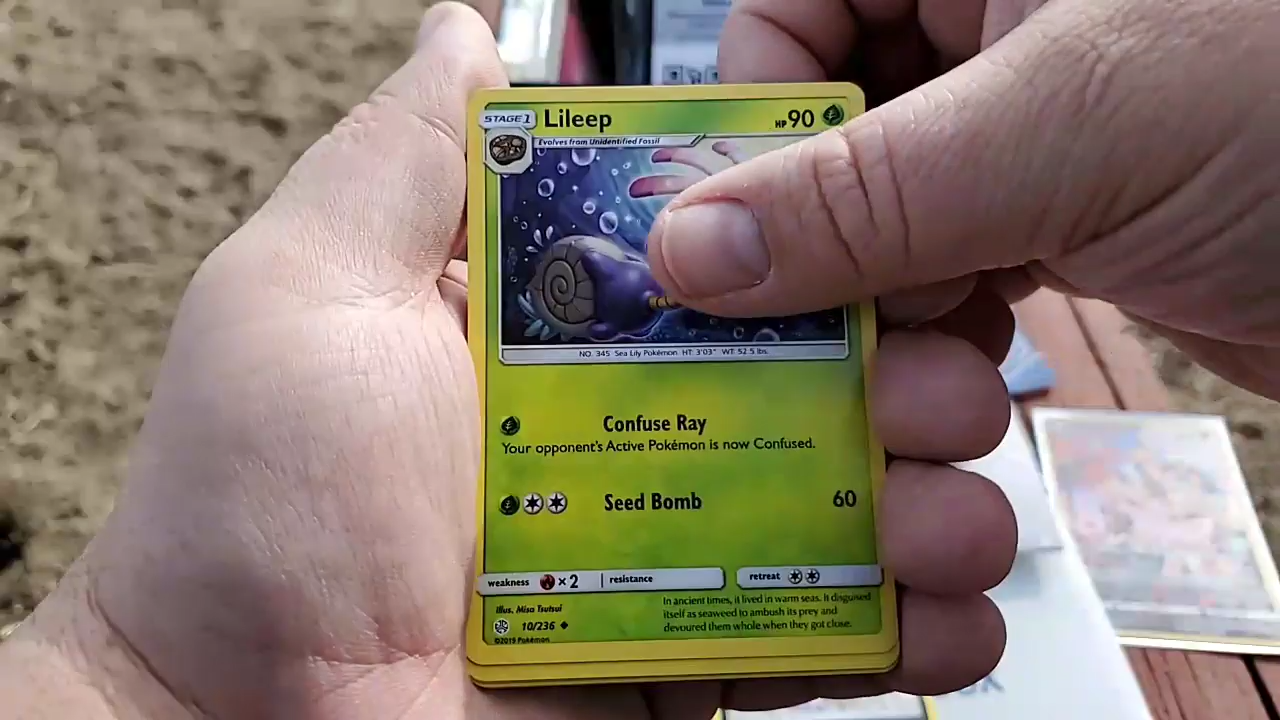 STAGE 1 Lileep HP 90
Evolves from Unidentified Fossil
NO. 345 Sea Lily Pokémon HT: 3'03" WT: 52.5 lbs.
Confuse Ray
Your opponent's Active Pokémon is now Confused.
Seed Bomb 60
weakness ×2 resistance retreat
In ancient times, it lived in warm seas. It disguised
itself as seaweed to ambush its prey and
devoured them whole when they got close.
Illus. Misa Tsutsui
10/236
©2019 Pokémon